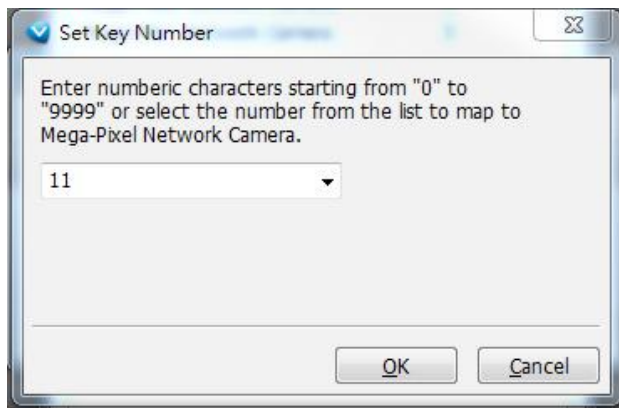 Set Key Number
Enter numberic characters starting from "0" to
"9999" or select the number from the list to map to
Mega-Pixel Network Camera.
11
OK
Cancel